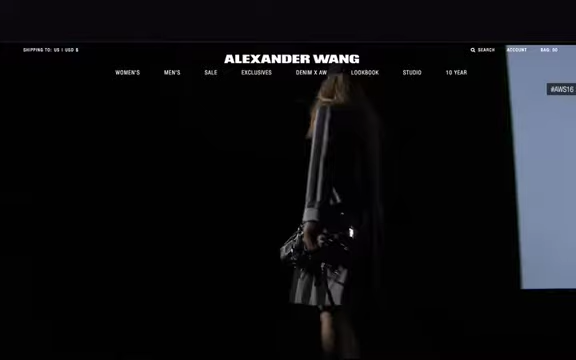 SHIPPING TO: US | USD $
SEARCH
ACCOUNT
BAG: 00
ALEXANDER WANG
WOMEN'S
MEN'S
SALE
EXCLUSIVES
DENIM X AW
LOOKBOOK
STUDIO
10 YEAR
#AWS16